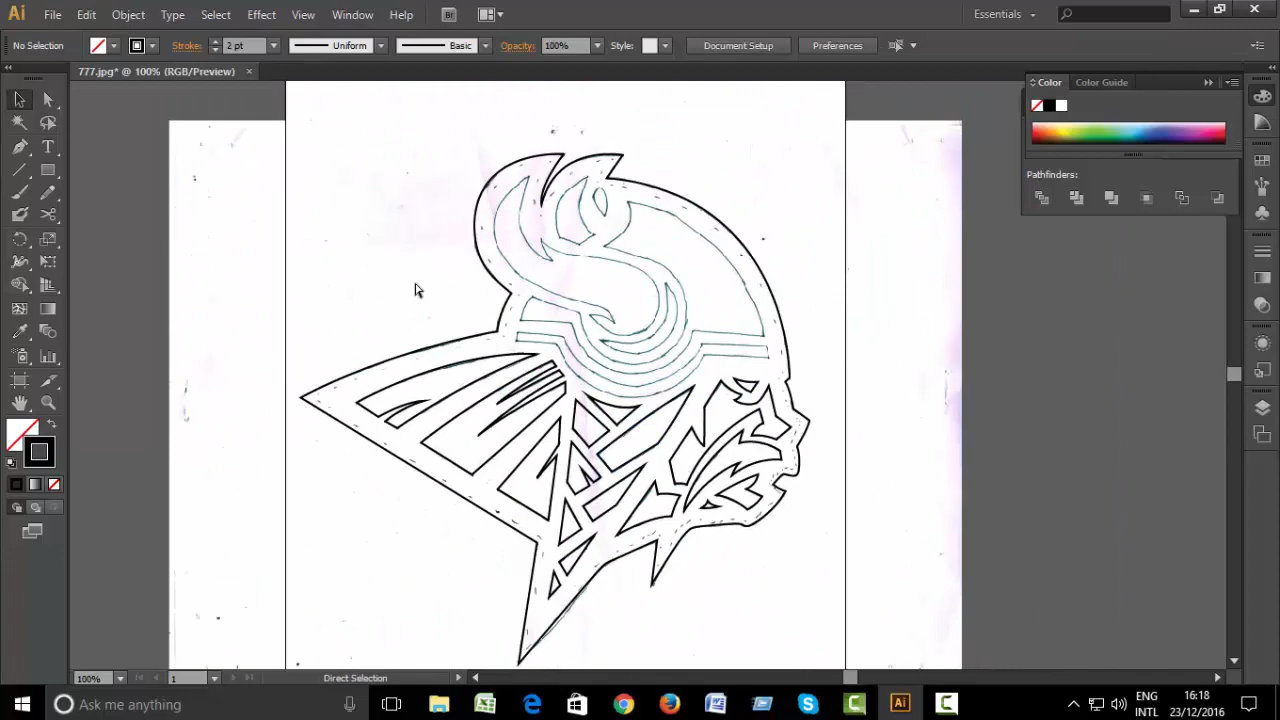 Ai File Edit Object Type Select Effect View Window Help Br Essentials
No Selection Stroke: 2 pt Uniform Basic Opacity: 100% Style: Document Setup Preferences
777.jpg* @ 100% (RGB/Preview) ×
Color Color Guide
Pathfinders:
T
100% 1 Direct Selection
Ask me anything
ENG
INTL
16:18
23/12/2016